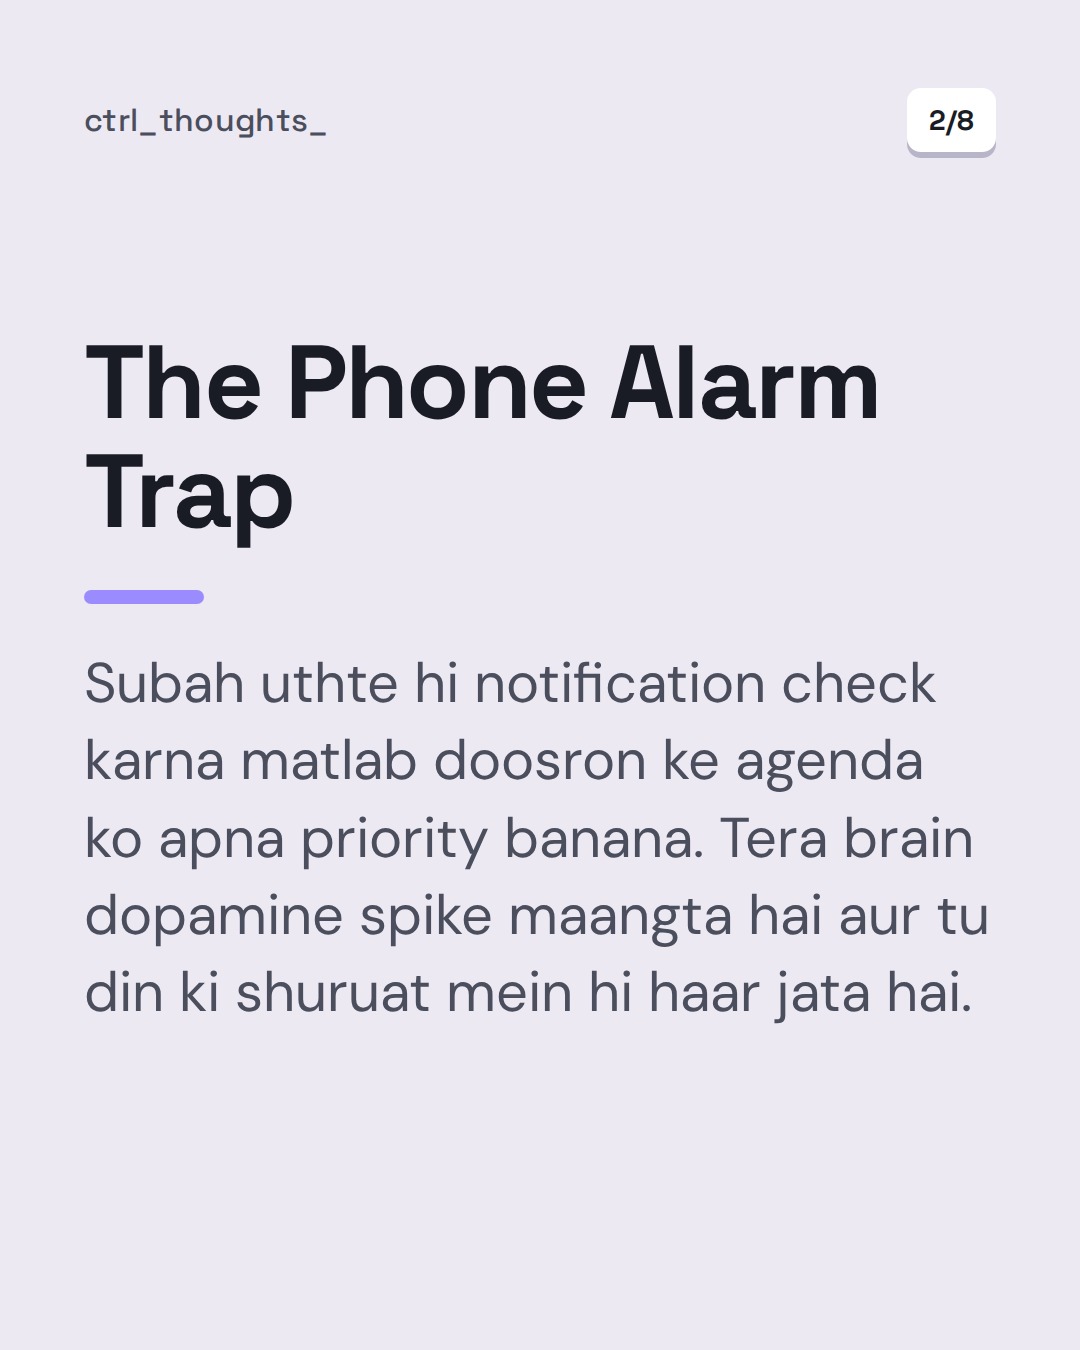 ctrl_thoughts_
2/8
The Phone Alarm
Trap
Subah uthte hi notification check
karna matlab doosron ke agenda
ko apna priority banana. Tera brain
dopamine spike maangta hai aur tu
din ki shuruat mein hi haar jata hai.